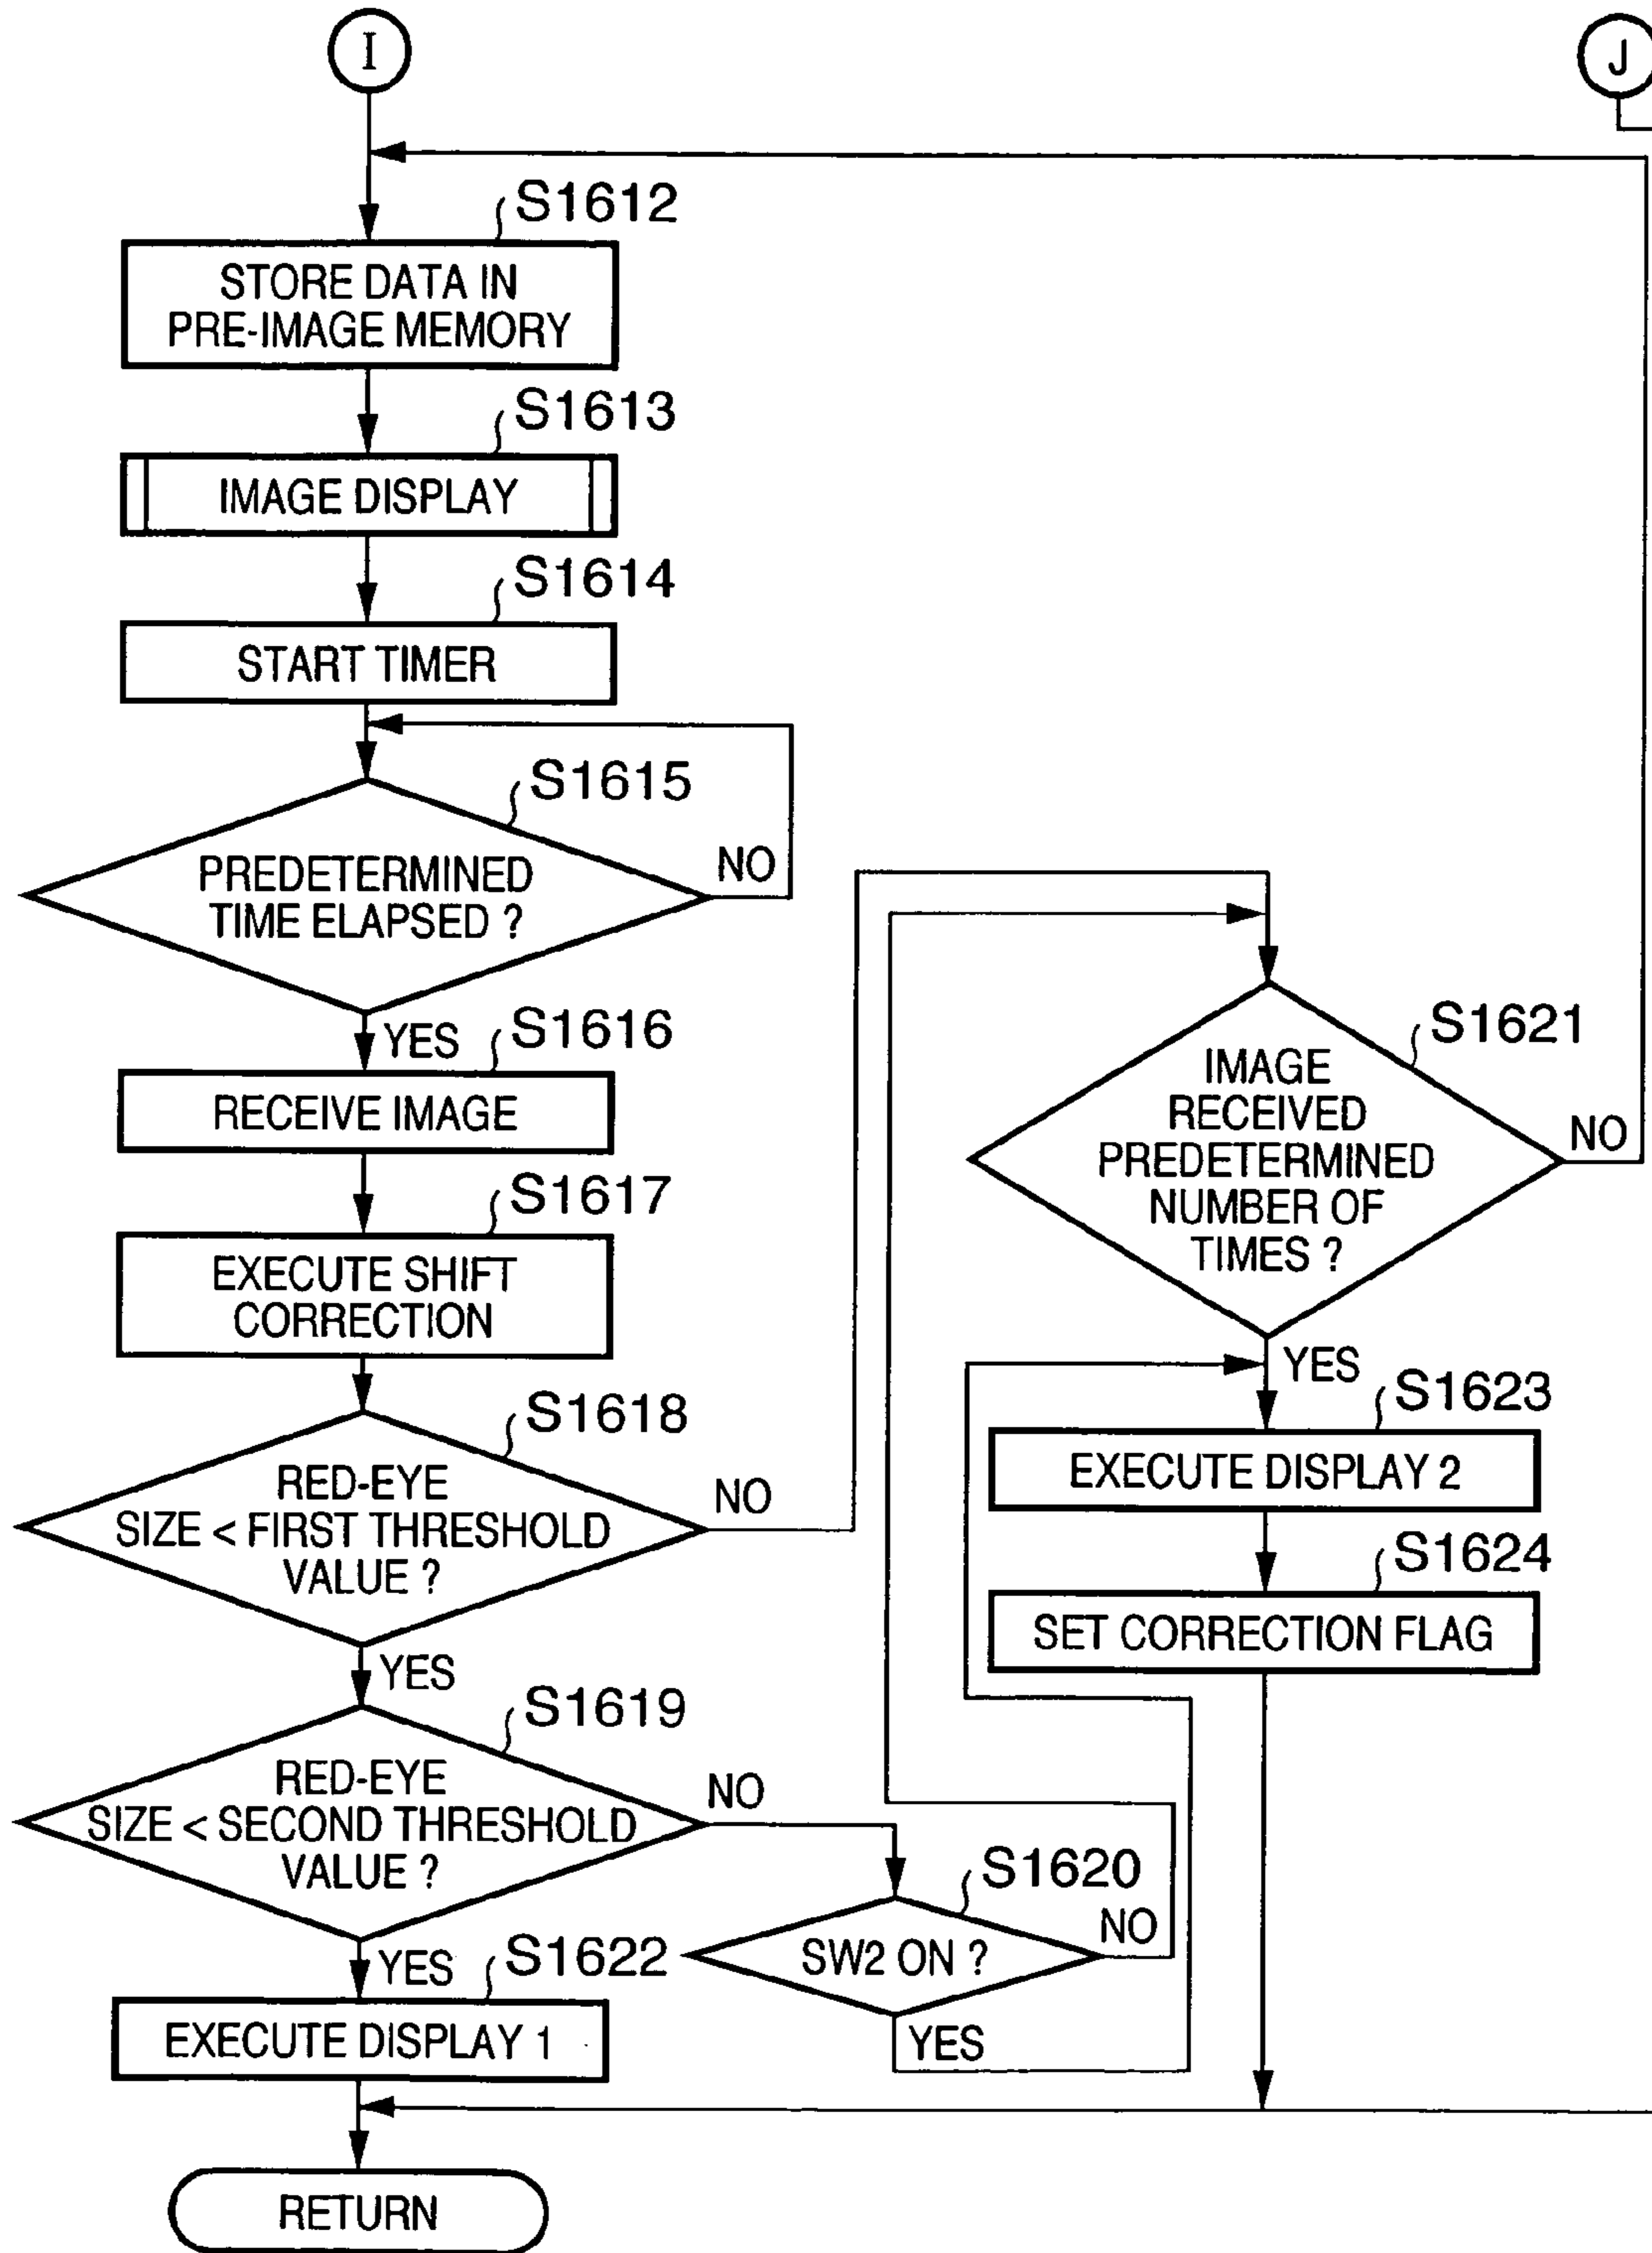 I
J
S1612
STORE DATA IN
PRE-IMAGE MEMORY
S1613
IMAGE DISPLAY
S1614
START TIMER
S1615
PREDETERMINED
TIME ELAPSED ?
NO
YES
S1616
RECEIVE IMAGE
S1617
EXECUTE SHIFT
CORRECTION
S1618
RED-EYE
SIZE < FIRST THRESHOLD
VALUE ?
NO
YES
S1619
RED-EYE
SIZE < SECOND THRESHOLD
VALUE ?
NO
YES
S1620
SW2 ON ?
NO
YES
S1621
IMAGE
RECEIVED
PREDETERMINED
NUMBER OF
TIMES ?
NO
YES
S1623
EXECUTE DISPLAY 2
S1624
SET CORRECTION FLAG
S1622
EXECUTE DISPLAY 1
RETURN